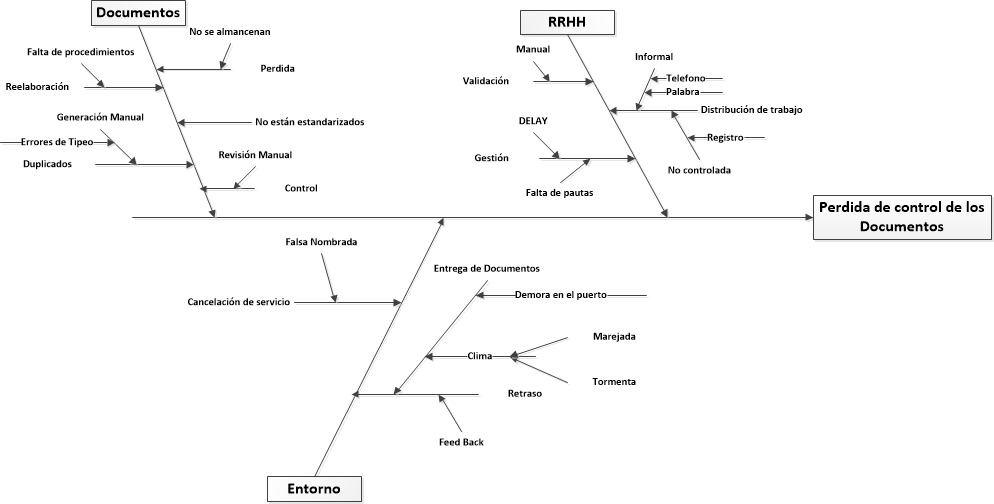 Documentos
RRHH
No se almancenan
Falta de procedimientos
Manual
Informal
Perdida
Telefono
Reelaboración
Validación
Palabra
Distribución de trabajo
Generación Manual
No están estandarizados
DELAY
Registro
Errores de Tipeo
Revisión Manual
Duplicados
Gestión
No controlada
Control
Falta de pautas
Perdida de control de los
Documentos
Falsa Nombrada
Entrega de Documentos
Cancelación de servicio
Demora en el puerto
Marejada
Clima
Tormenta
Retraso
Feed Back
Entorno